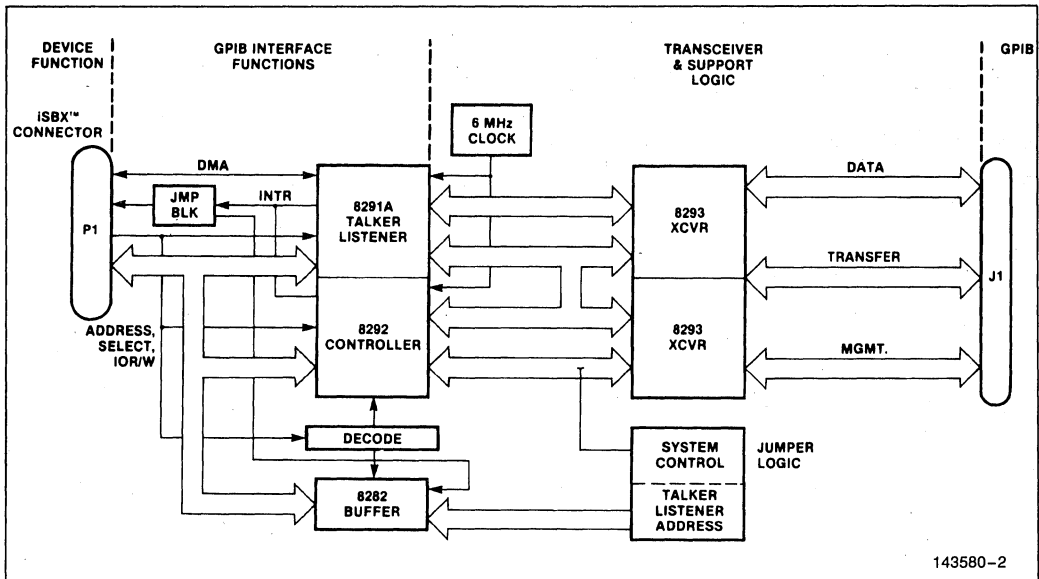 DEVICE
FUNCTION
GPIB INTERFACE
FUNCTIONS
TRANSCEIVER
& SUPPORT
LOGIC
GPIB
iSBX™
CONNECTOR
6 MHz
CLOCK
DMA
DATA
INTR
JMP
BLK
8291A
TALKER
LISTENER
8293
XCVR
P1
TRANSFER
J1
ADDRESS,
SELECT,
IOR/W
8292
CONTROLLER
8293
XCVR
MGMT.
DECODE
SYSTEM
CONTROL
JUMPER
LOGIC
8282
BUFFER
TALKER
LISTENER
ADDRESS
143580-2